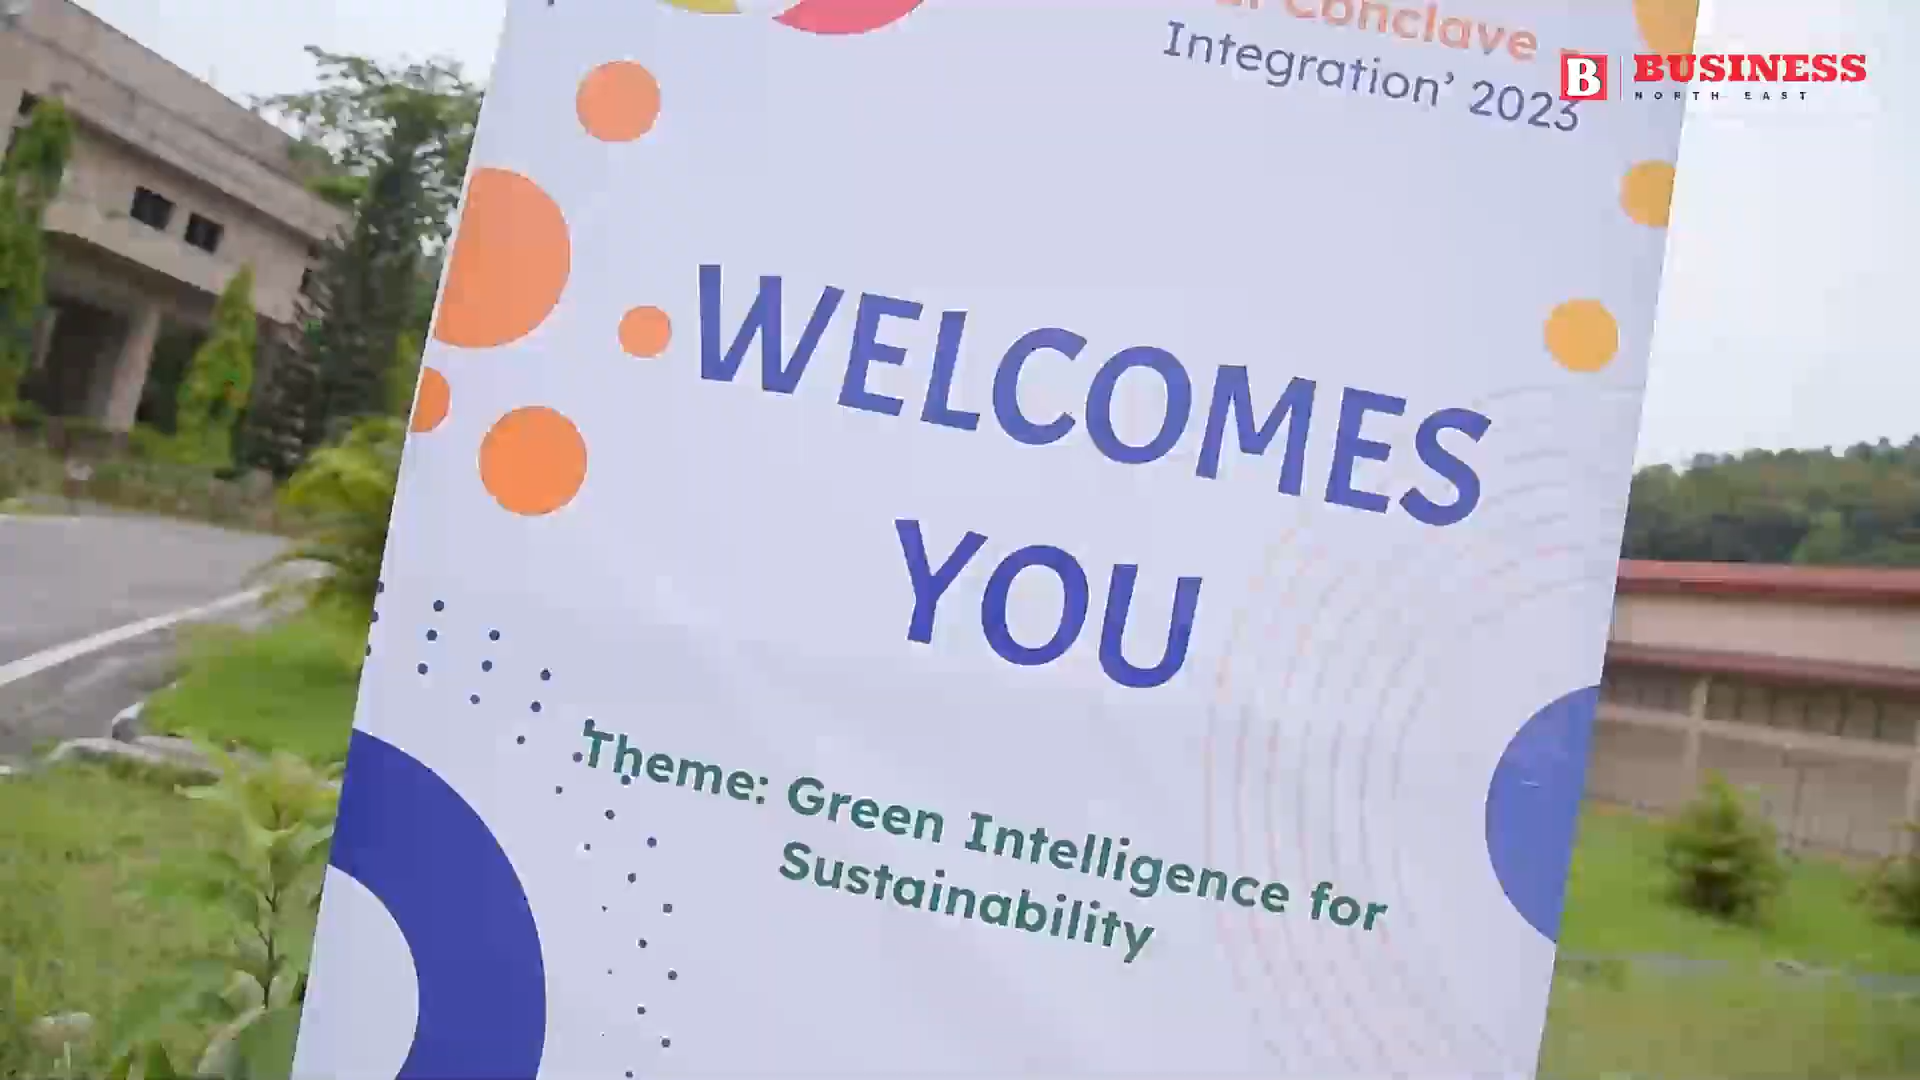 Conclave
Integration' 2023
B BUSINESS
NORTH EAST
WELCOMES
YOU
Theme: Green Intelligence for
Sustainability